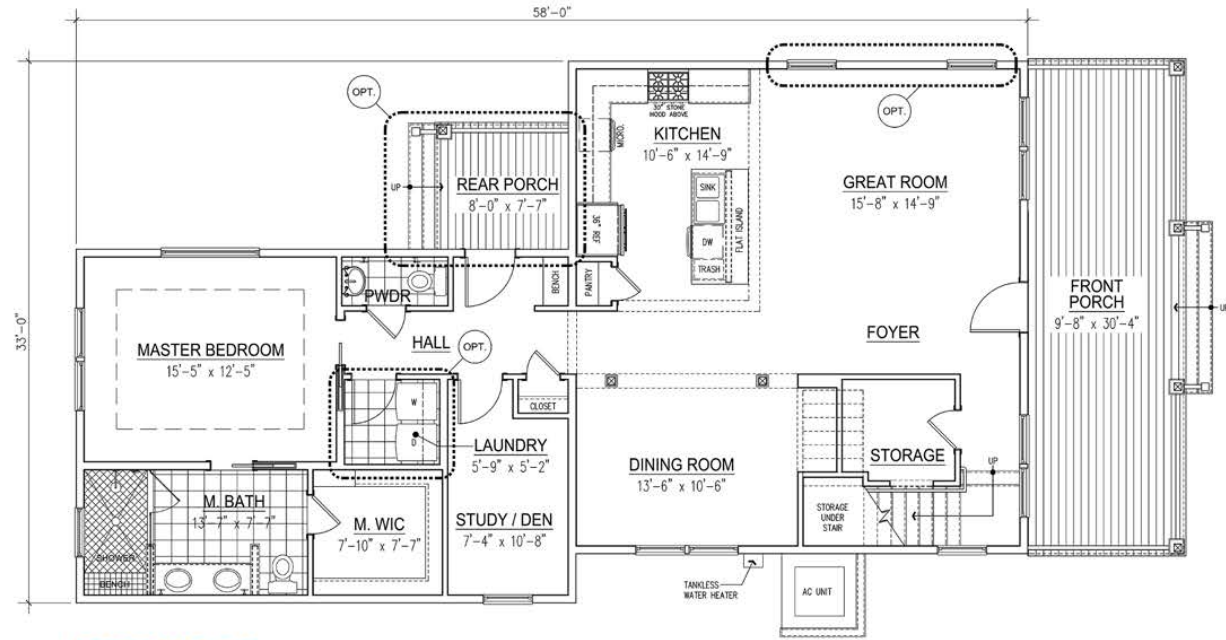 58'-0"
33'-0"
OPT.
OPT.
30" STONE
HOOD ABOVE
MICRO.
KITCHEN
10'-6" x 14'-9"
UP
REAR PORCH
8'-0" x 7'-7"
GREAT ROOM
15'-8" x 14'-9"
SINK
36" REF.
DW
FLAT ISLAND
TRASH
PWDR
BENCH
PANTRY
FRONT
PORCH
9'-8" x 30'-4"
UP
MASTER BEDROOM
15'-5" x 12'-5"
HALL
OPT.
FOYER
W
D
CLOSET
LAUNDRY
5'-9" x 5'-2"
DINING ROOM
13'-6" x 10'-6"
STORAGE
UP
M. BATH
13'-7" x 7'-7"
M. WIC
7'-10" x 7'-7"
STUDY / DEN
7'-4" x 10'-8"
STORAGE
UNDER
STAIR
SHOWER
BENCH
TANKLESS
WATER HEATER
AC UNIT